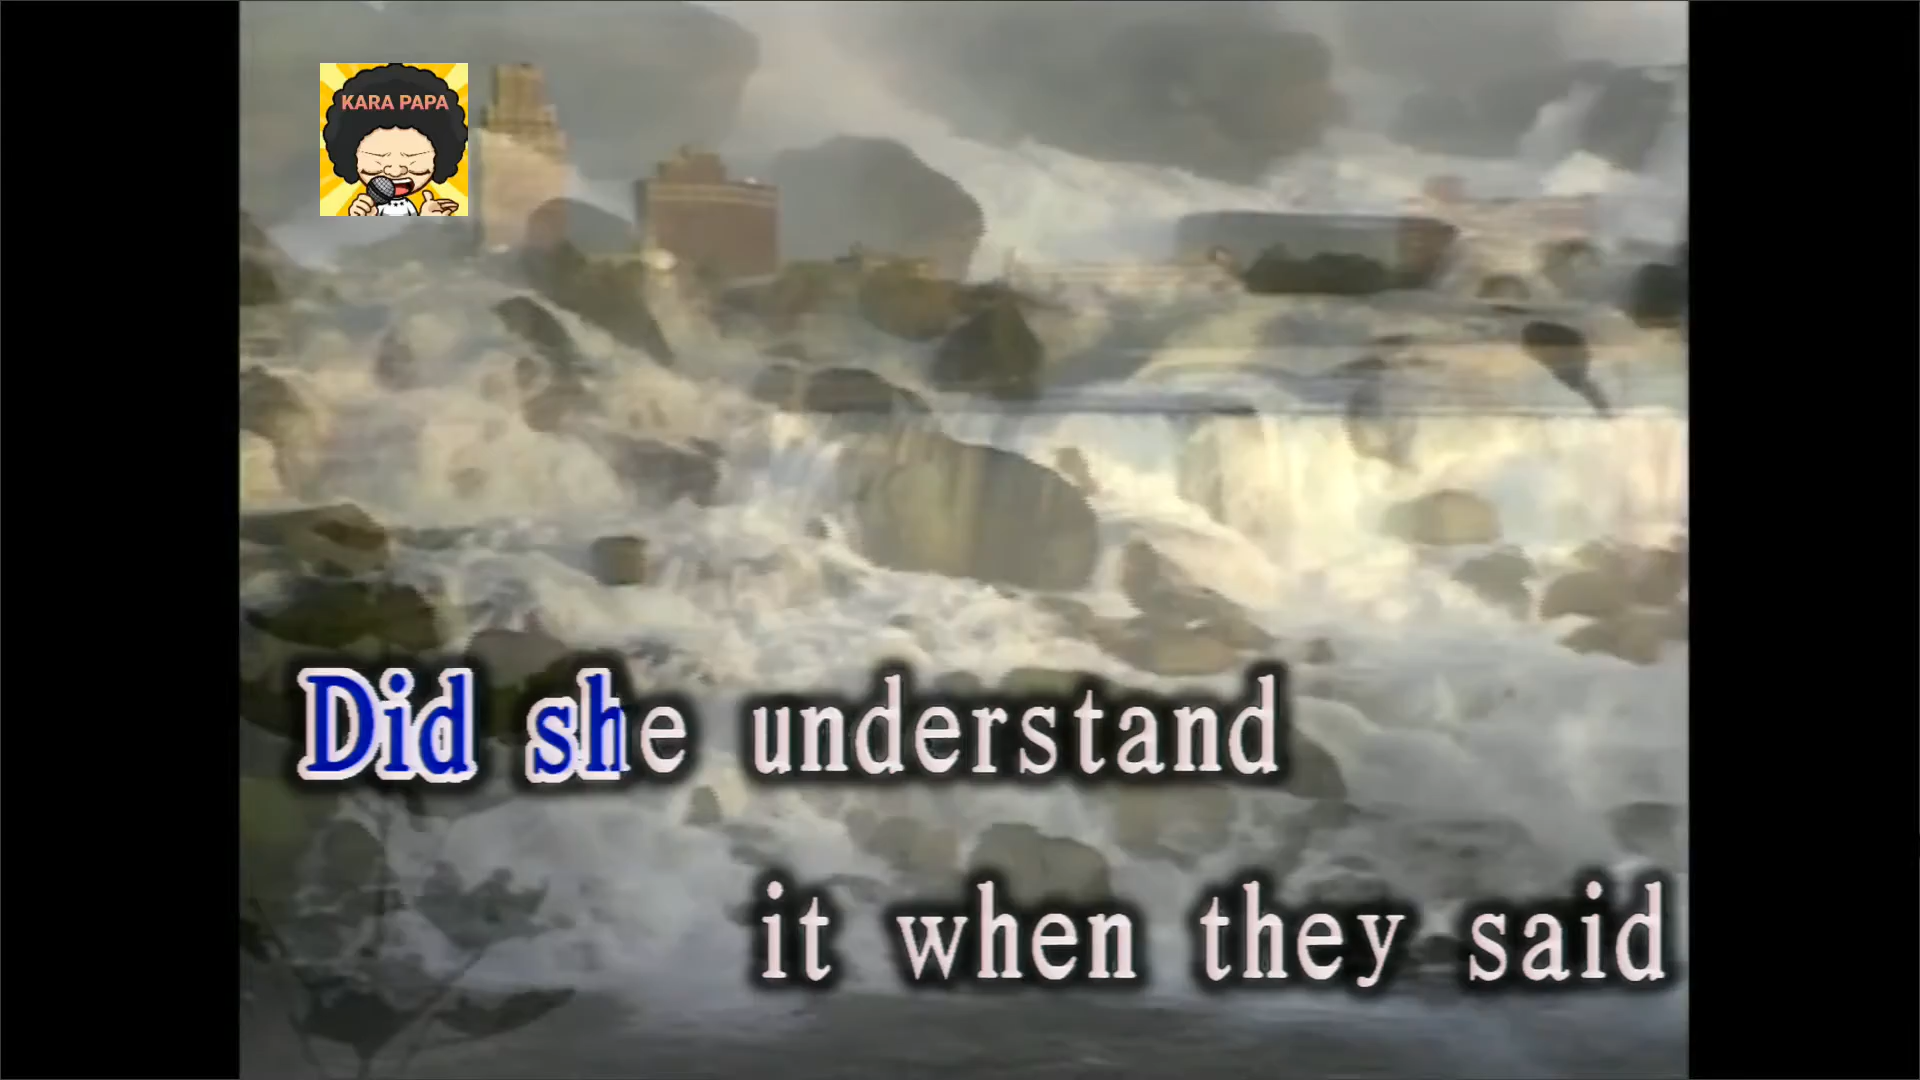 KARA PAPA
Did she understand
it when they said